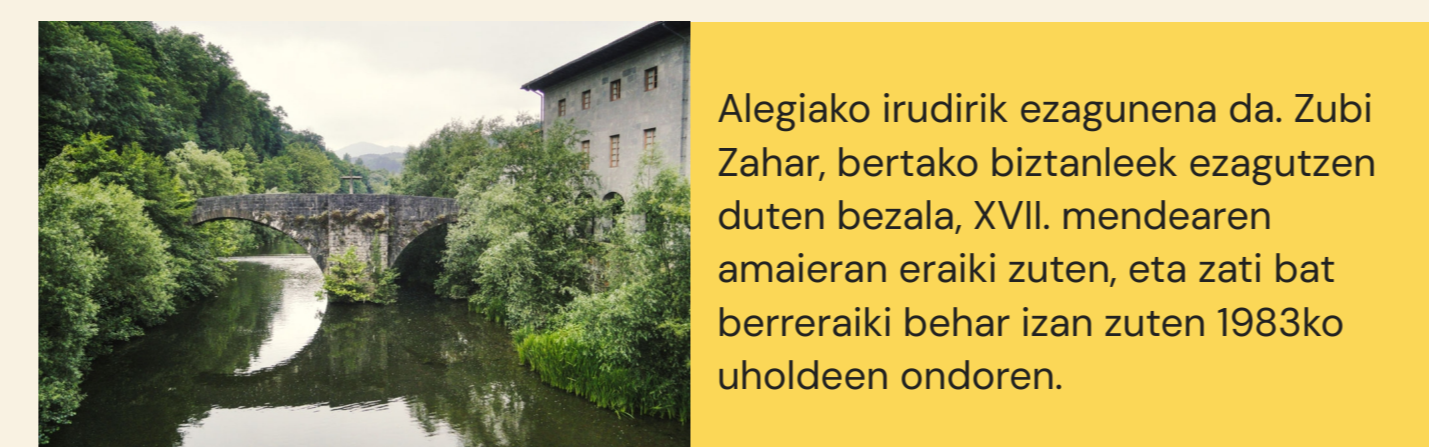 Alegiako irudirik ezagunena da. Zubi
Zahar, bertako biztanleek ezagutzen
duten bezala, XVII. mendearen
amaieran eraiki zuten, eta zati bat
berreraiki behar izan zuten 1983ko
uholdeen ondoren.